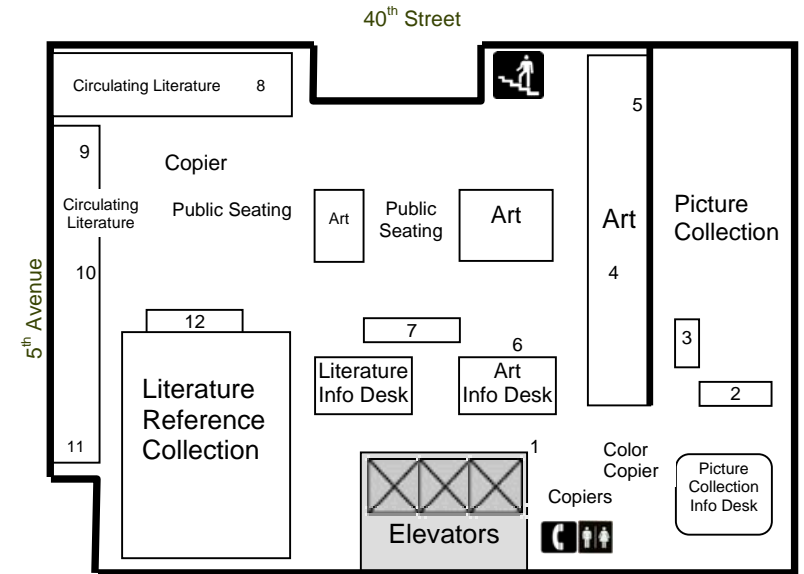 40th Street
Circulating Literature 8
5
9
Copier
Circulating
Literature
Public Seating
Art
Public
Seating
Art
Art
Picture
Collection
10
4
5th Avenue
12
7
3
6
Literature
Info Desk
Art
Info Desk
2
Literature
Reference
Collection
11
1
Color
Copier
Picture
Collection
Info Desk
Copiers
Elevators